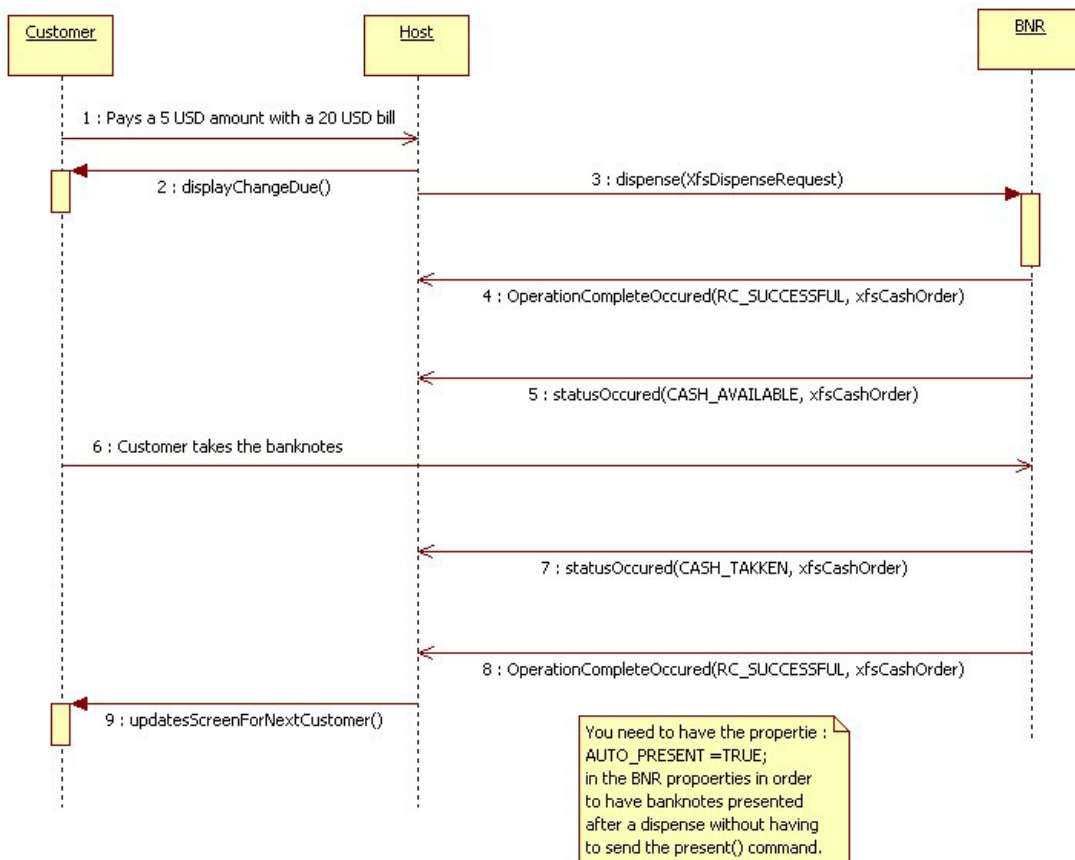 Customer
Host
BNR
1 : Pays a 5 USD amount with a 20 USD bill
2 : displayChangeDue()
3 : dispense(XfsDispenseRequest)
4 : OperationCompleteOccured(RC_SUCCESSFUL, xfsCashOrder)
5 : statusOccured(CASH_AVAILABLE, xfsCashOrder)
6 : Customer takes the banknotes
7 : statusOccured(CASH_TAKKEN, xfsCashOrder)
8 : OperationCompleteOccured(RC_SUCCESSFUL, xfsCashOrder)
9 : updatesScreenForNextCustomer()
You need to have the propertie :
AUTO_PRESENT =TRUE;
in the BNR propoerties in order
to have banknotes presented
after a dispense without having
to send the present() command.